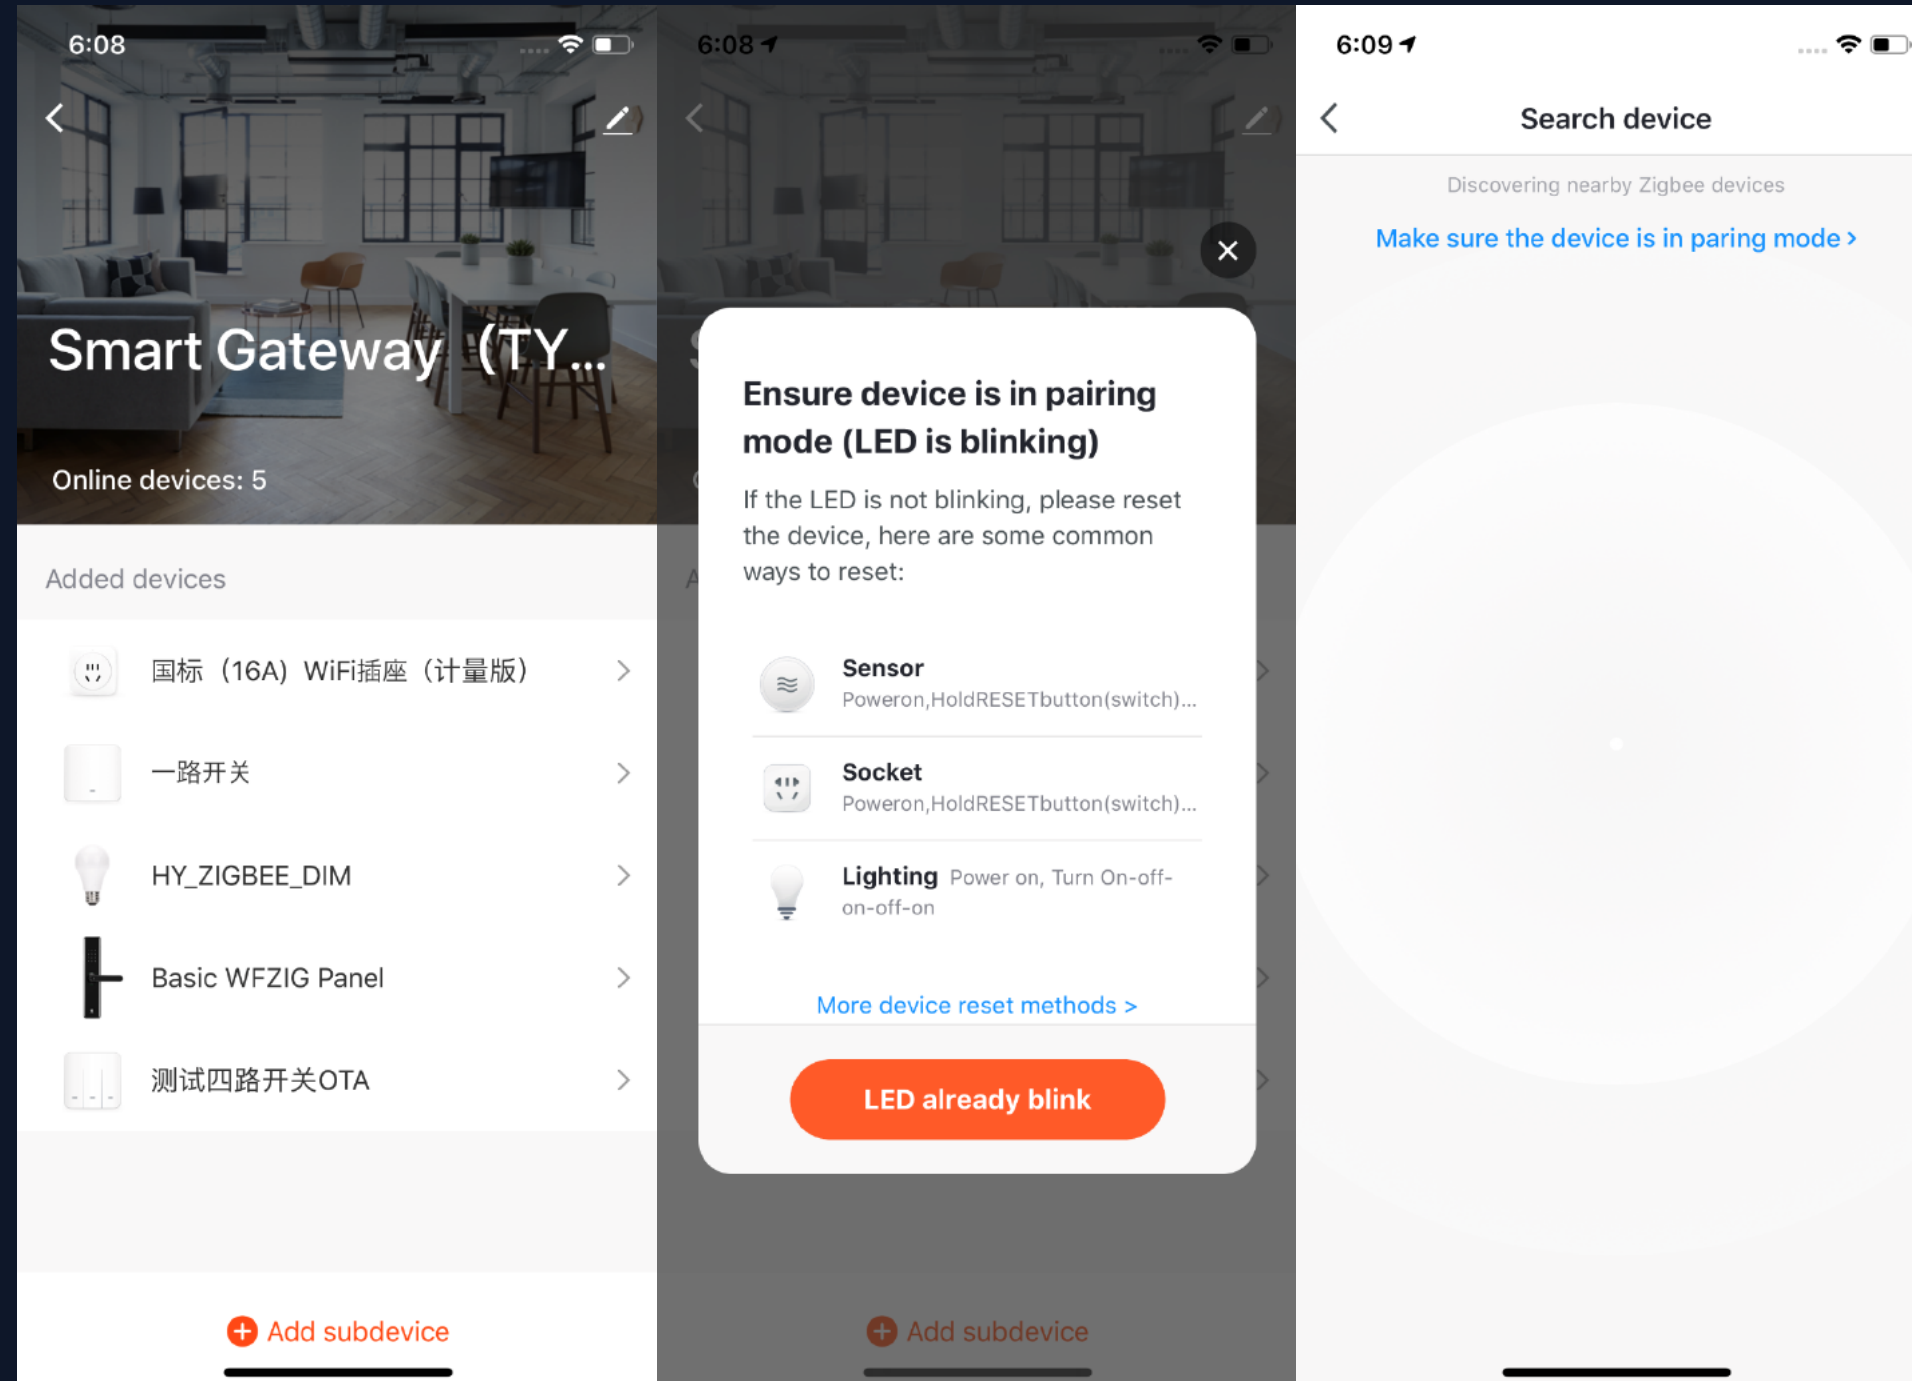 6:08
Smart Gateway（TY...
Online devices: 5
Added devices
国标（16A）WiFi插座（计量版）
一路开关
HY_ZIGBEE_DIM
Basic WFZIG Panel
测试四路开关OTA
Add subdevice
6:08
Ensure device is in pairing
mode (LED is blinking)
If the LED is not blinking, please reset
the device, here are some common
ways to reset:
Sensor
Poweron,HoldRESETbutton(switch)...
Socket
Poweron,HoldRESETbutton(switch)...
Lighting Power on, Turn On-off-
on-off-on
More device reset methods >
LED already blink
Add subdevice
6:09
Search device
Discovering nearby Zigbee devices
Make sure the device is in paring mode >